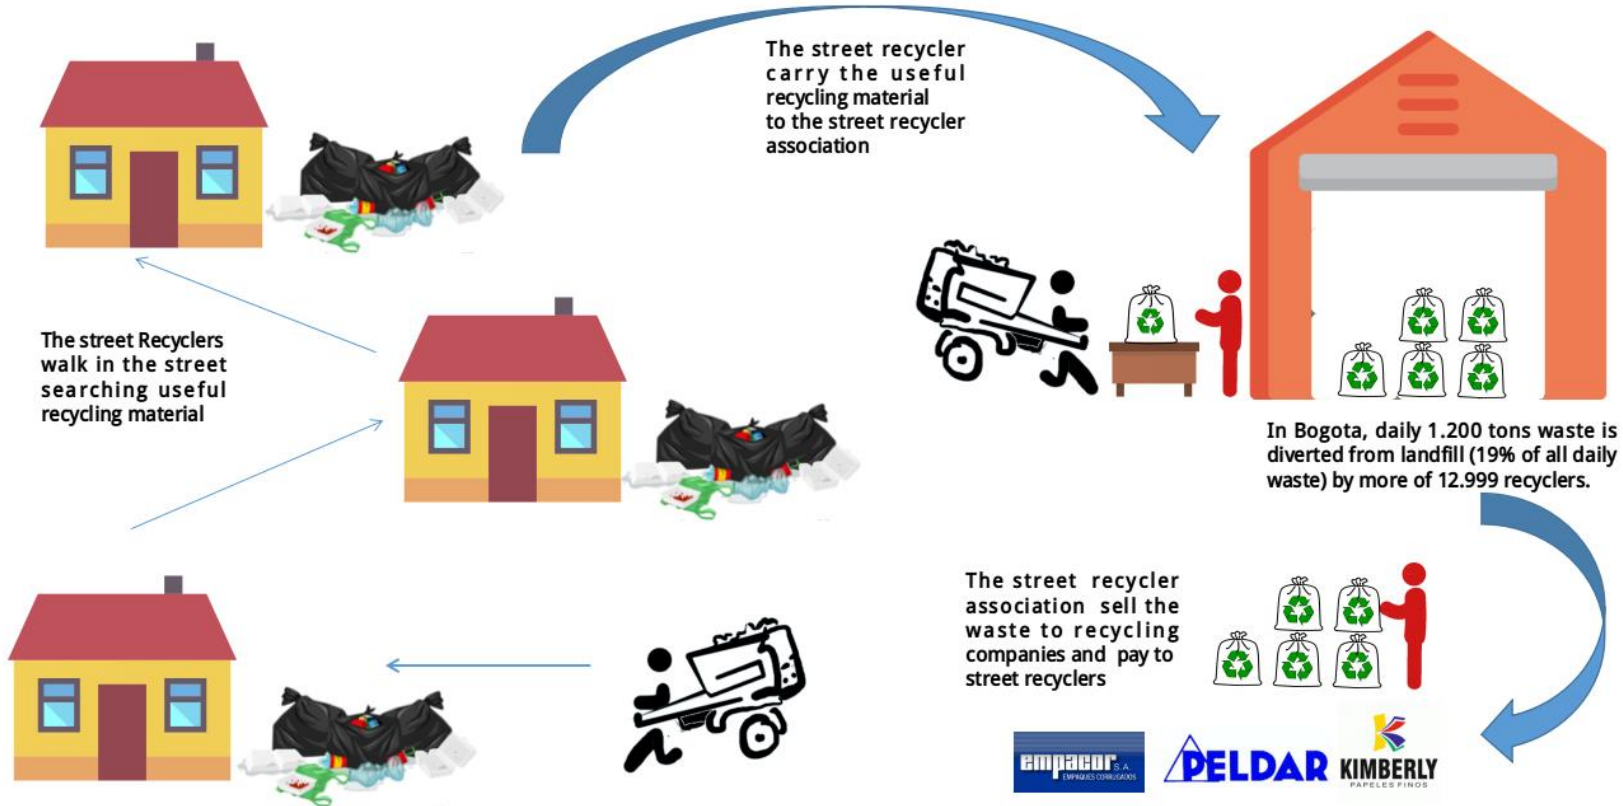 The street recycler
carry the useful
recycling material
to the street recycler
association
The street Recyclers
walk in the street
searching useful
recycling material
In Bogota, daily 1.200 tons waste is
diverted from landfill (19% of all daily
waste) by more of 12.999 recyclers.
The street recycler
association sell the
waste to recycling
companies and pay to
street recyclers
empacor S.A.
EMPAQUES CORRUGADOS
PELDAR
KIMBERLY
PAPELES FINOS